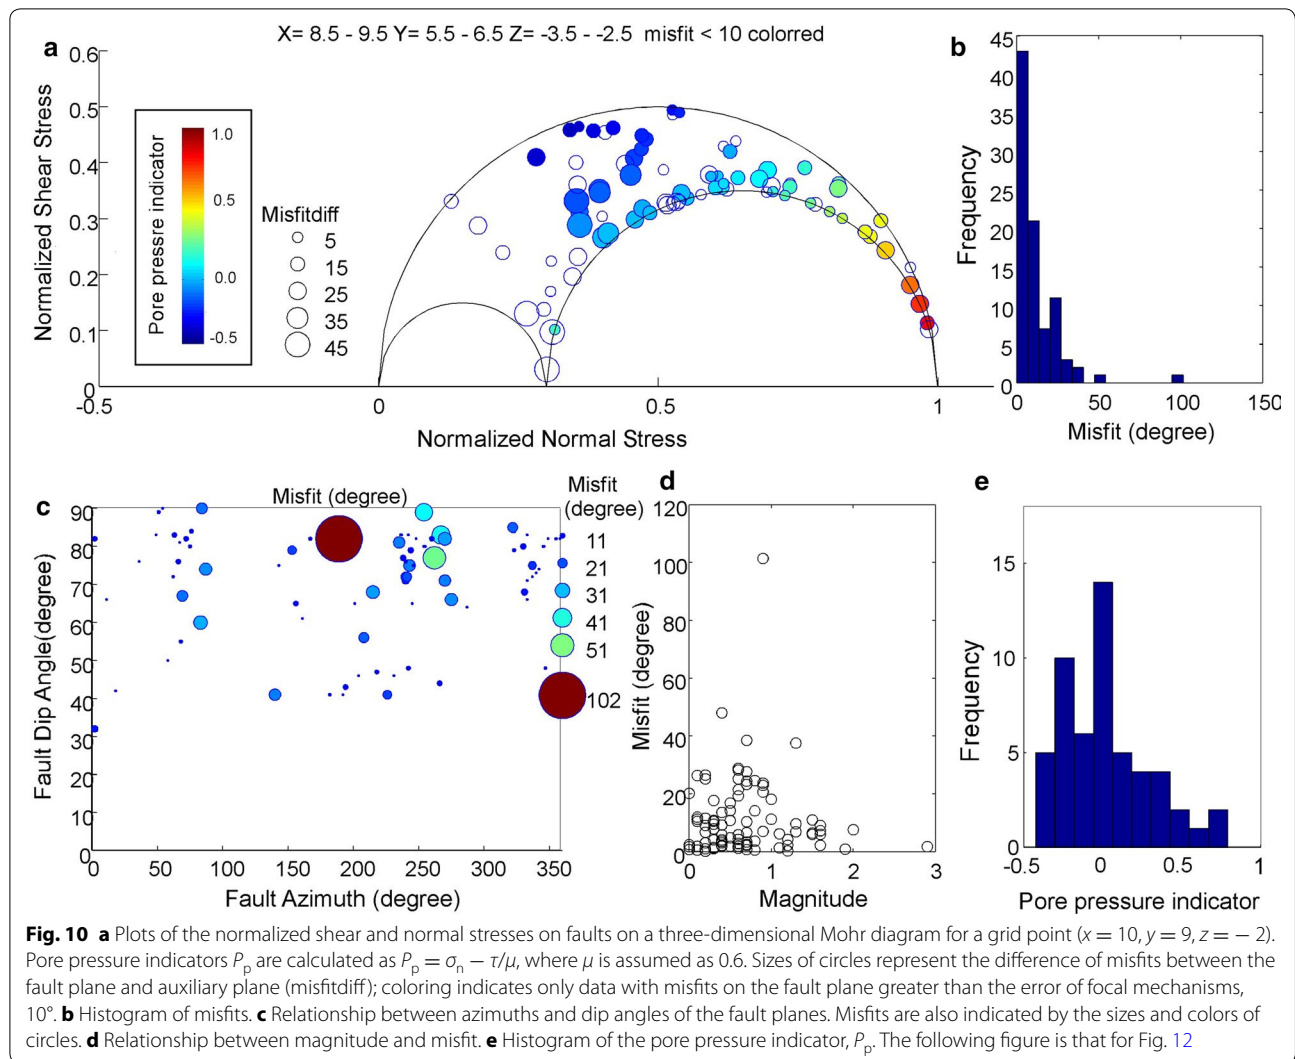 a
X= 8.5 - 9.5 Y= 5.5 - 6.5 Z= -3.5 - -2.5 misfit < 10 colorred
Normalized Shear Stress
0.6
0.5
0.4
0.3
0.2
0.1
0
-0.5
0
0.5
1
Normalized Normal Stress
Pore pressire indicator
1.0
0.5
0.0
-0.5
Misfitdiff
5
15
25
35
45
b
Frequency
45
40
35
30
25
20
15
10
5
0
0
50
100
150
Misfit (degree)
c
Misfit (degree)
Fault Dip Angle(degree)
90
80
70
60
50
40
30
20
10
0
0
50
100
150
200
250
300
350
Fault Azimuth (degree)
Misfit
(degree)
11
21
31
41
51
102
d
Misfit (degree)
120
100
80
60
40
20
0
0
1
2
3
Magnitude
e
Frequency
15
10
5
0
-0.5
0
0.5
1
Pore pressure indicator
Fig. 10 a Plots of the normalized shear and normal stresses on faults on a three-dimensional Mohr diagram for a grid point (x = 10, y = 9, z = − 2).
Pore pressure indicators Pp are calculated as Pp = σn − τ/μ, where μ is assumed as 0.6. Sizes of circles represent the difference of misfits between the
fault plane and auxiliary plane (misfitdiff); coloring indicates only data with misfits on the fault plane greater than the error of focal mechanisms,
10°. b Histogram of misfits. c Relationship between azimuths and dip angles of the fault planes. Misfits are also indicated by the sizes and colors of
circles. d Relationship between magnitude and misfit. e Histogram of the pore pressure indicator, Pp. The following figure is that for Fig. 12